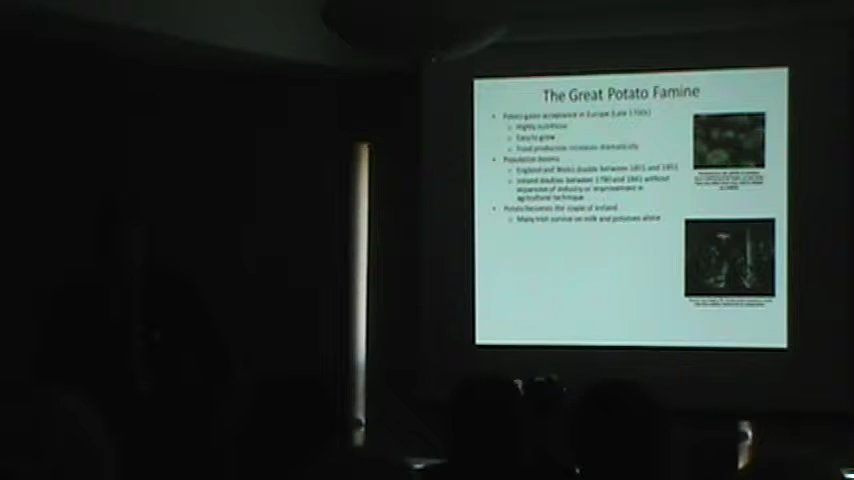 The Great Potato Famine
• Potato gains acceptance in Europe (Late 1700s)
o Highly nutritious
o Easy to grow
o Food production increases dramatically
• Population booms
o England and Wales double between 1801 and 1851
o Ireland doubles between 1780 and 1841 without
expansion of industry or improvement in
agricultural technique
• Potato becomes the staple of Ireland
o Many Irish survive on milk and potatoes alone